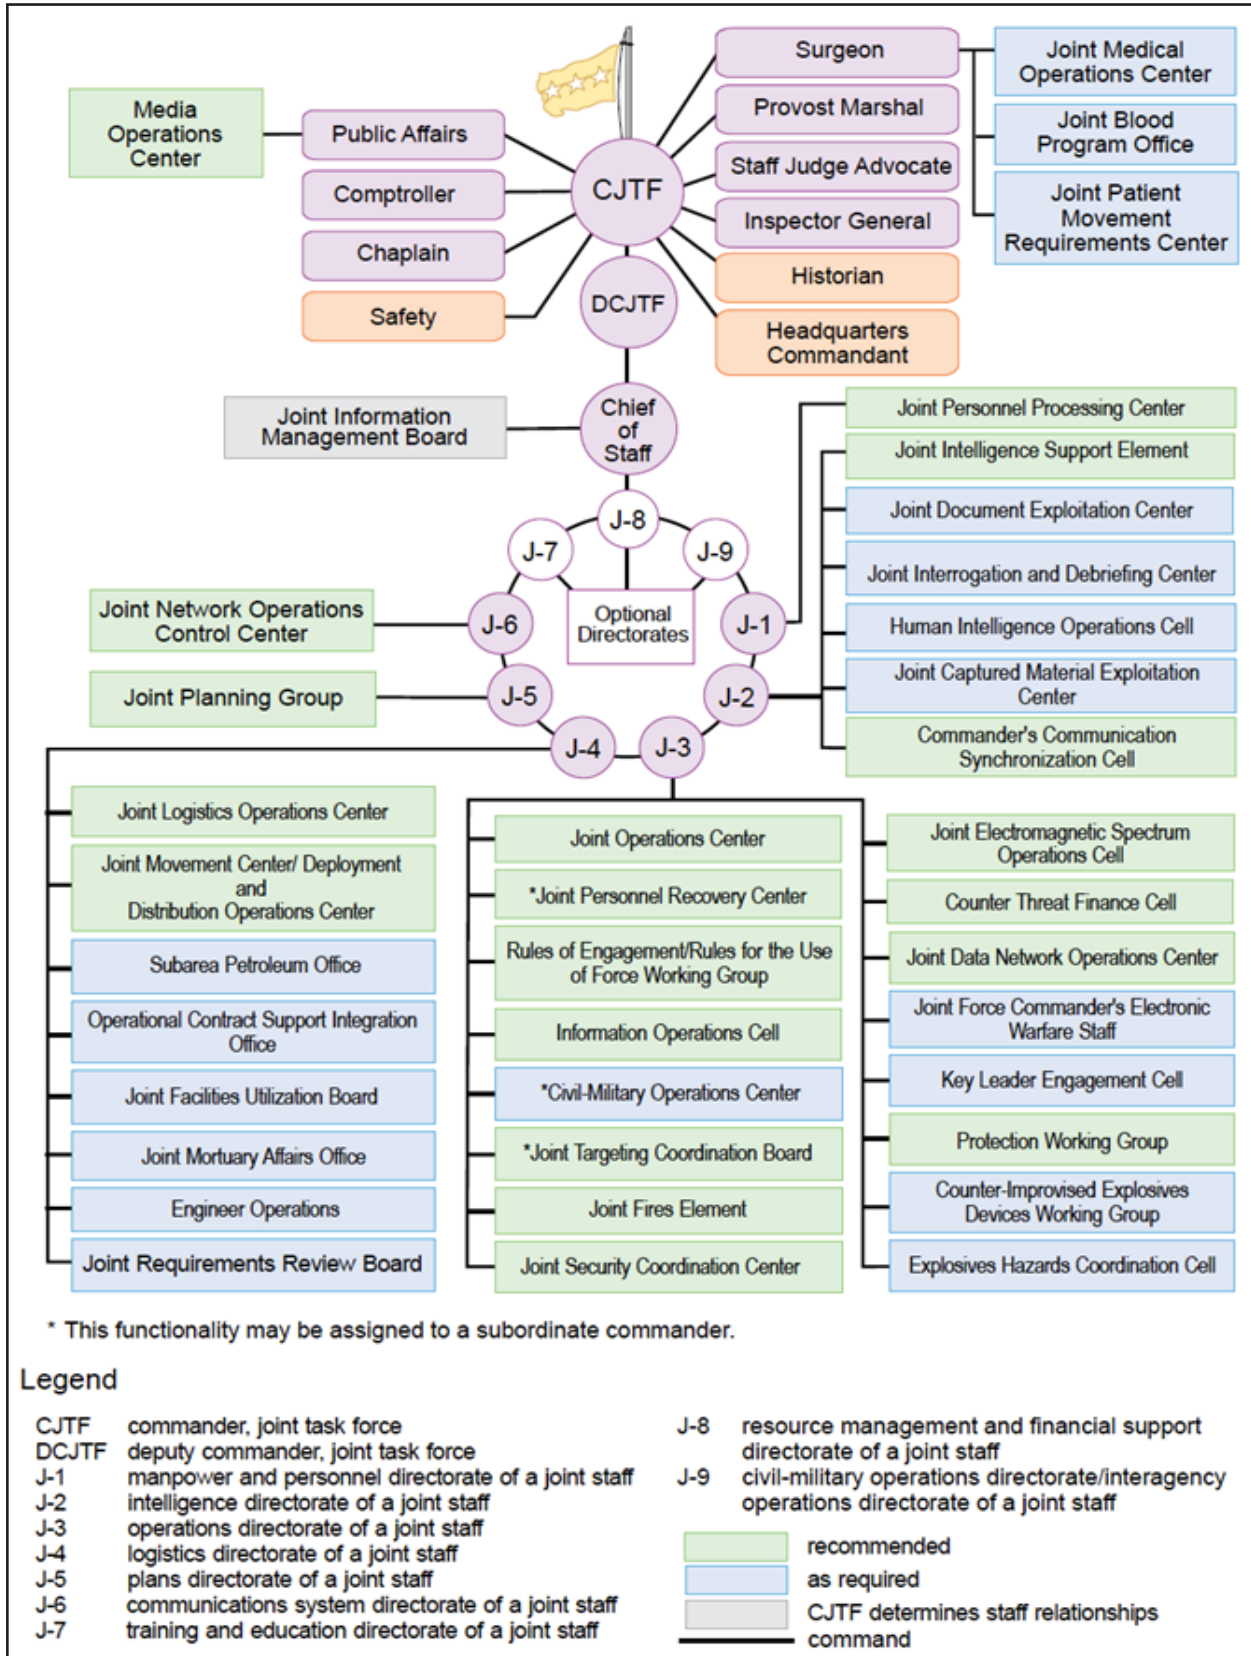 Media
Operations
Center
Public Affairs
Comptroller
Chaplain
Safety
CJTF
DCJTF
Surgeon
Provost Marshal
Staff Judge Advocate
Inspector General
Historian
Headquarters
Commandant
Joint Medical
Operations Center
Joint Blood
Program Office
Joint Patient
Movement
Requirements Center
Joint Information
Management Board
Chief
of
Staff
J-8
J-7
J-9
J-6
J-1
J-5
J-2
J-4
J-3
Optional
Directorates
Joint Network Operations
Control Center
Joint Planning Group
Joint Personnel Processing Center
Joint Intelligence Support Element
Joint Document Exploitation Center
Joint Interrogation and Debriefing Center
Human Intelligence Operations Cell
Joint Captured Material Exploitation
Center
Commander's Communication
Synchronization Cell
Joint Logistics Operations Center
Joint Movement Center/ Deployment
and
Distribution Operations Center
Subarea Petroleum Office
Operational Contract Support Integration
Office
Joint Facilities Utilization Board
Joint Mortuary Affairs Office
Engineer Operations
Joint Requirements Review Board
Joint Operations Center
*Joint Personnel Recovery Center
Rules of Engagement/Rules for the Use
of Force Working Group
Information Operations Cell
*Civil-Military Operations Center
*Joint Targeting Coordination Board
Joint Fires Element
Joint Security Coordination Center
Joint Electromagnetic Spectrum
Operations Cell
Counter Threat Finance Cell
Joint Data Network Operations Center
Joint Force Commander's Electronic
Warfare Staff
Key Leader Engagement Cell
Protection Working Group
Counter-Improvised Explosives
Devices Working Group
Explosives Hazards Coordination Cell
* This functionality may be assigned to a subordinate commander.
Legend
CJTF commander, joint task force
DCJTF deputy commander, joint task force
J-1 manpower and personnel directorate of a joint staff
J-2 intelligence directorate of a joint staff
J-3 operations directorate of a joint staff
J-4 logistics directorate of a joint staff
J-5 plans directorate of a joint staff
J-6 communications system directorate of a joint staff
J-7 training and education directorate of a joint staff
J-8 resource management and financial support
directorate of a joint staff
J-9 civil-military operations directorate/interagency
operations directorate of a joint staff
recommended
as required
CJTF determines staff relationships
command